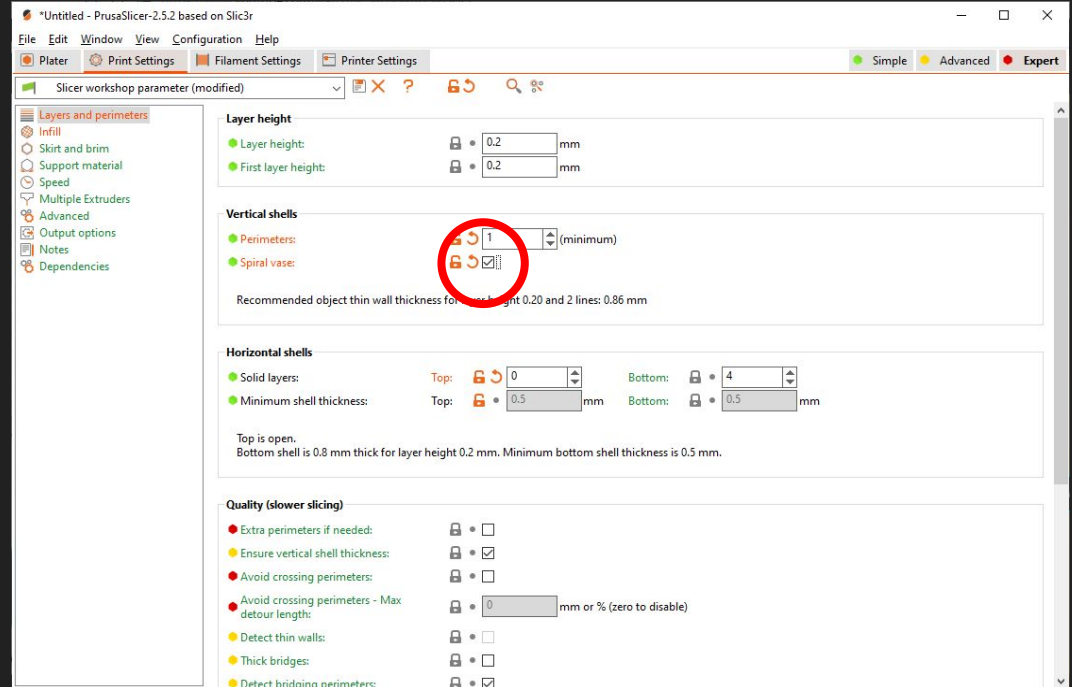 *Untitled - PrusaSlicer-2.5.2 based on Slic3r
File Edit Window View Configuration Help
Plater Print Settings Filament Settings Printer Settings Simple Advanced Expert
Slicer workshop parameter (modified)
Layers and perimeters
Infill
Skirt and brim
Support material
Speed
Multiple Extruders
Advanced
Output options
Notes
Dependencies
Layer height
Layer height: 0.2 mm
First layer height: 0.2 mm
Vertical shells
Perimeters: 1 (minimum)
Spiral vase:
Recommended object thin wall thickness for layer height 0.20 and 2 lines: 0.86 mm
Horizontal shells
Solid layers: Top: 0 Bottom: 4
Minimum shell thickness: Top: 0.5 mm Bottom: 0.5 mm
Top is open.
Bottom shell is 0.8 mm thick for layer height 0.2 mm. Minimum bottom shell thickness is 0.5 mm.
Quality (slower slicing)
Extra perimeters if needed:
Ensure vertical shell thickness:
Avoid crossing perimeters:
Avoid crossing perimeters - Max
detour length: 0 mm or % (zero to disable)
Detect thin walls:
Thick bridges:
Detect bridging perimeters: